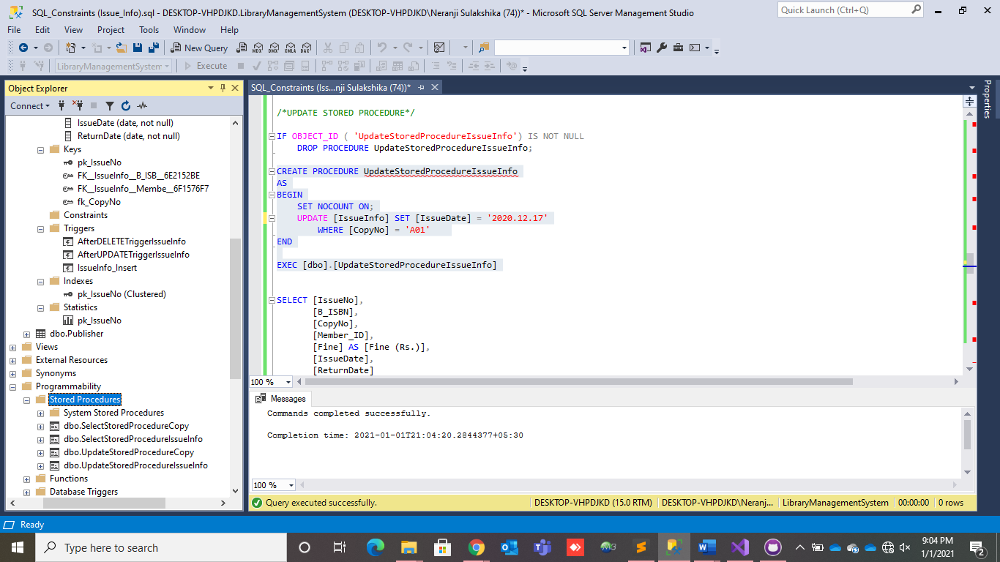 SQL_Constraints (Issue_Info).sql - DESKTOP-VHPDJKD.LibraryManagementSystem (DESKTOP-VHPDJKD\Neranji Sulakshika (74))* - Microsoft SQL Server Management Studio
Quick Launch (Ctrl+Q)
File Edit View Project Tools Window Help
New Query MDX DMX XMLA DAX
LibraryManagementSystem Execute
Object Explorer
Connect
IssueDate (date, not null)
ReturnDate (date, not null)
Keys
pk_IssueNo
FK__IssueInfo__B_ISB__6E2152BE
FK__IssueInfo__Membe__6F1576F7
fk_CopyNo
Constraints
Triggers
AfterDELETETriggerIssueInfo
AfterUPDATETriggerIssueInfo
IssueInfo_Insert
Indexes
pk_IssueNo (Clustered)
Statistics
pk_IssueNo
dbo.Publisher
Views
External Resources
Synonyms
Programmability
Stored Procedures
System Stored Procedures
dbo.SelectStoredProcedureCopy
dbo.SelectStoredProcedureIssueInfo
dbo.UpdateStoredProcedureCopy
dbo.UpdateStoredProcedureIssueInfo
Functions
Database Triggers
SQL_Constraints (Iss...nji Sulakshika (74))*
/*UPDATE STORED PROCEDURE*/
IF OBJECT_ID ( 'UpdateStoredProcedureIssueInfo') IS NOT NULL
DROP PROCEDURE UpdateStoredProcedureIssueInfo;
CREATE PROCEDURE UpdateStoredProcedureIssueInfo
AS
BEGIN
SET NOCOUNT ON;
UPDATE [IssueInfo] SET [IssueDate] = '2020.12.17'
WHERE [CopyNo] = 'A01'
END
EXEC [dbo].[UpdateStoredProcedureIssueInfo]
SELECT [IssueNo],
[B_ISBN],
[CopyNo],
[Member_ID],
[Fine] AS [Fine (Rs.)],
[IssueDate],
[ReturnDate]
100 %
Messages
Commands completed successfully.
Completion time: 2021-01-01T21:04:20.2844377+05:30
100 %
Query executed successfully. DESKTOP-VHPDJKD (15.0 RTM) DESKTOP-VHPDJKD\Neranj... LibraryManagementSystem 00:00:00 0 rows
Properties
Ready
Type here to search
9:04 PM
1/1/2021
2